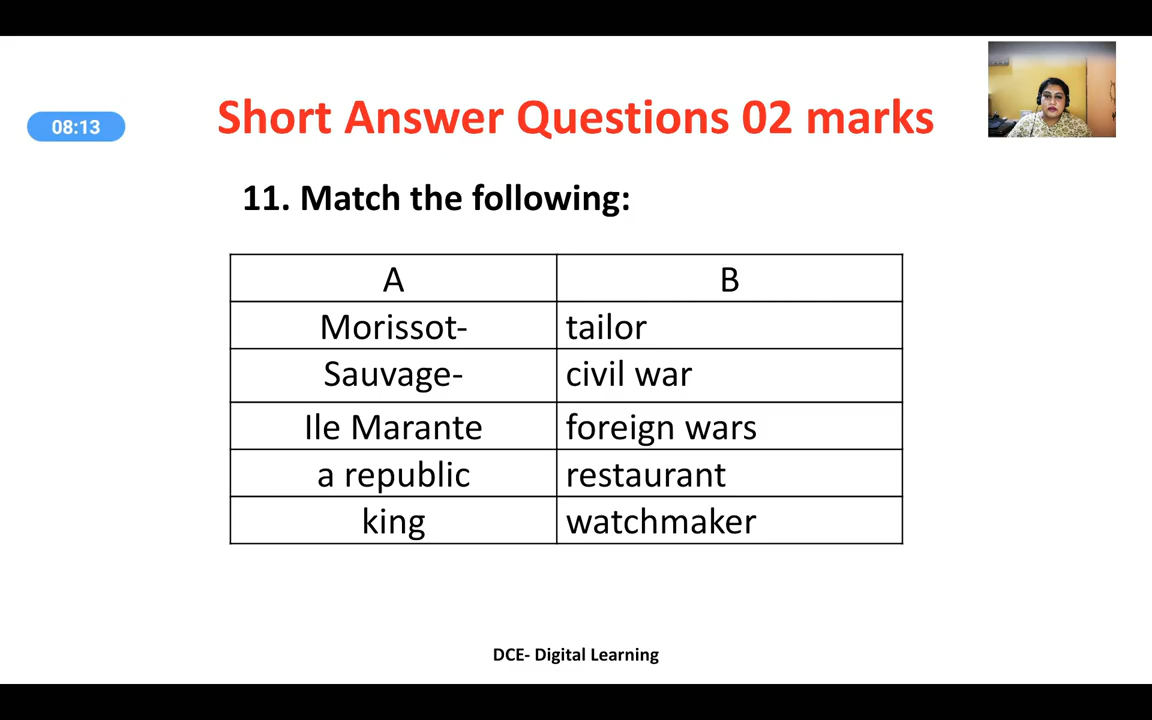 08:13
Short Answer Questions 02 marks
11. Match the following:
A B
Morissot- tailor
Sauvage- civil war
Ile Marante foreign wars
a republic restaurant
king watchmaker
DCE- Digital Learning